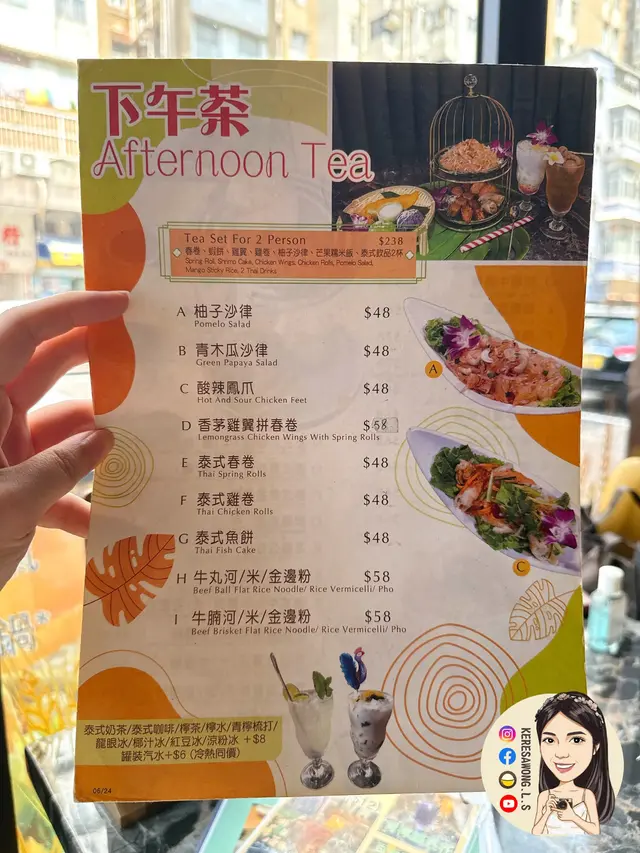 下午茶
Afternoon Tea
Tea Set For 2 Person $238
春卷、蝦餅、雞翼、雞卷、柚子沙律、芒果糯米飯、泰式飲品2杯
Spring Roll, Shrimp Cake, Chicken Wings, Chicken Rolls, Pomelo Salad,
Mango Sticky Rice, 2 Thai Drinks
A 柚子沙律 $48
Pomelo Salad
B 青木瓜沙律 $48
Green Papaya Salad
C 酸辣鳳爪 $48
Hot And Sour Chicken Feet
D 香茅雞翼拼春卷 $58
Lemongrass Chicken Wings With Spring Rolls
E 泰式春卷 $48
Thai Spring Rolls
F 泰式雞卷 $48
Thai Chicken Rolls
G 泰式魚餅 $48
Thai Fish Cake
H 牛丸河/米/金邊粉 $58
Beef Ball Flat Rice Noodle/ Rice Vermicelli/ Pho
I 牛腩河/米/金邊粉 $58
Beef Brisket Flat Rice Noodle/ Rice Vermicelli/ Pho
A
C
泰式奶茶/泰式咖啡/檸茶/檸水/青檸梳打/
龍眼冰/椰汁冰/紅豆冰/涼粉冰 +$8
罐裝汽水+$6 (冷熱同價)
06/24
KERESAWONG.L.S